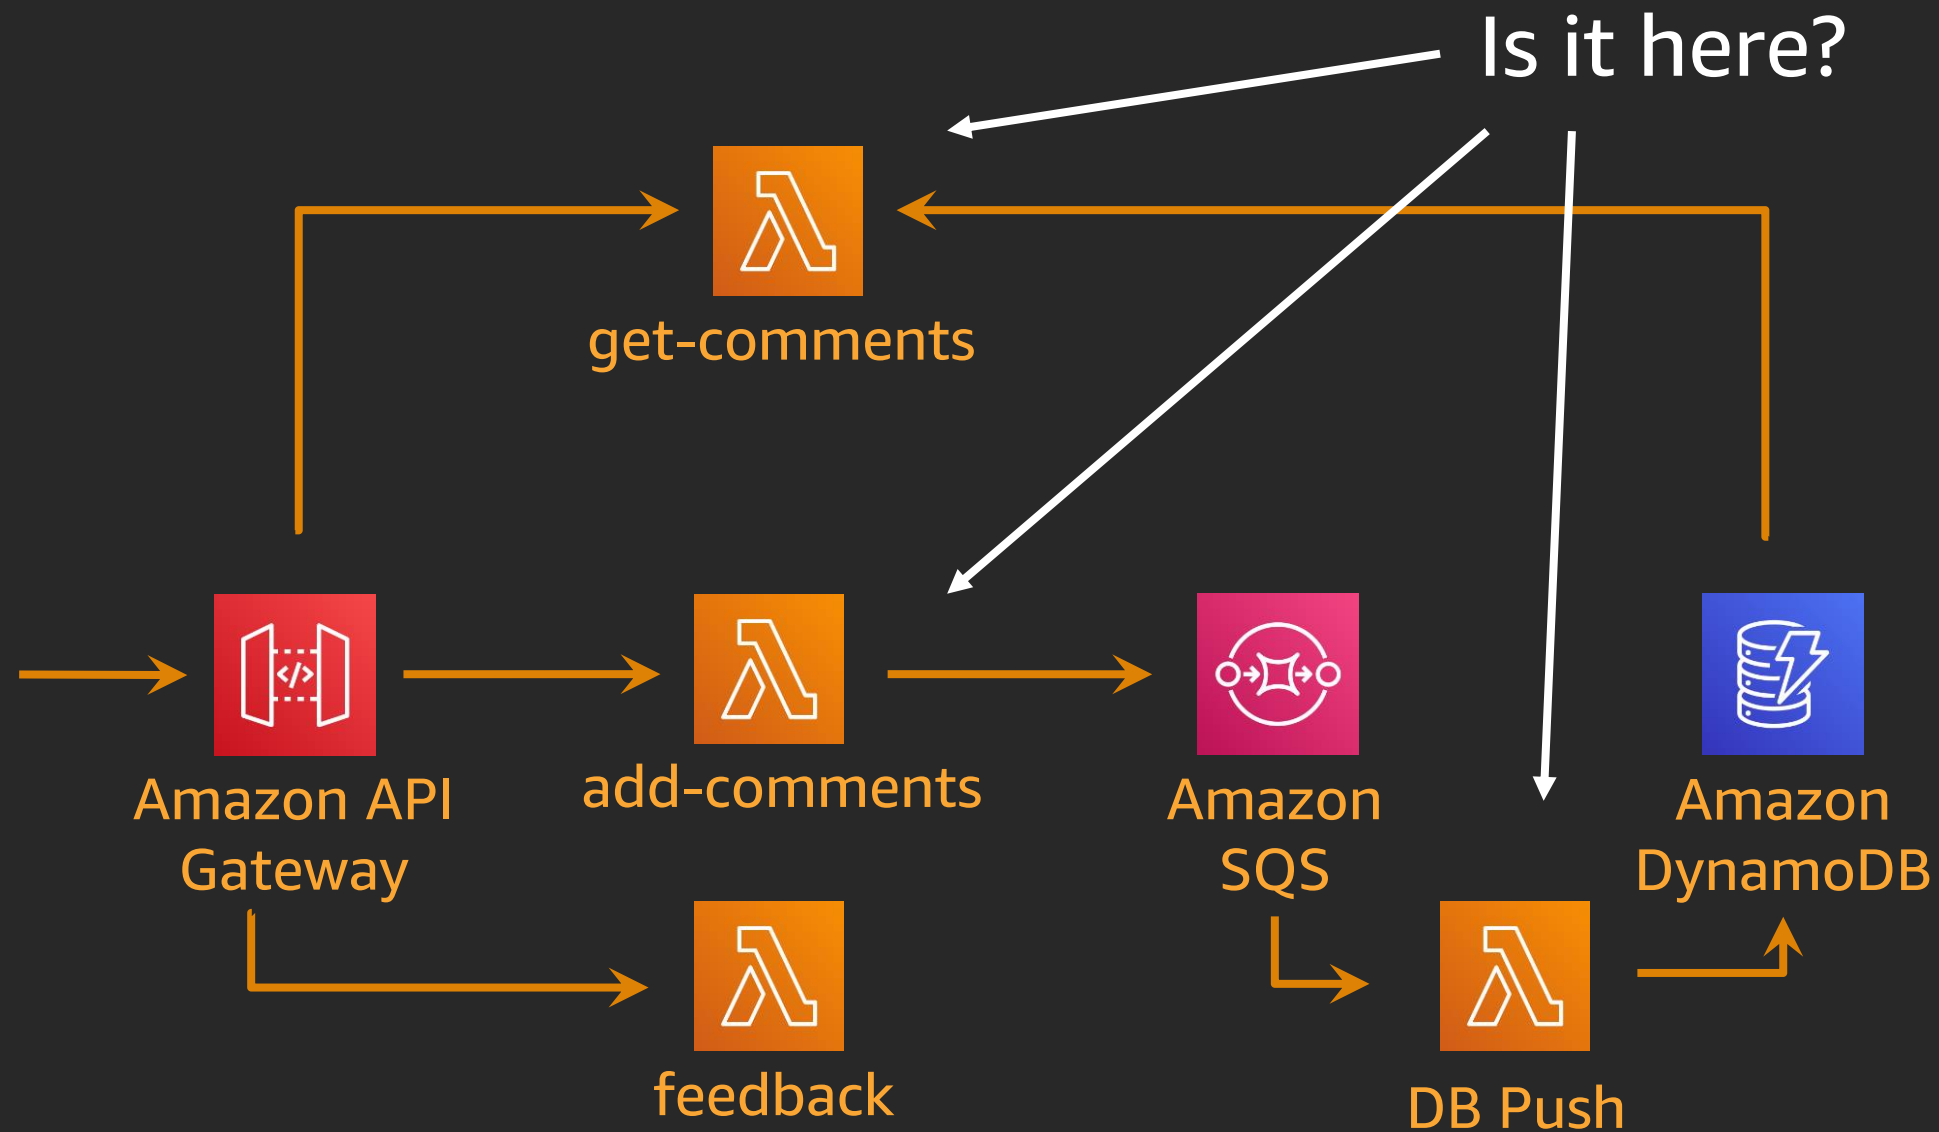 Is it here?
get-comments
Amazon API
Gateway
add-comments
Amazon
SQS
Amazon
DynamoDB
feedback
DB Push